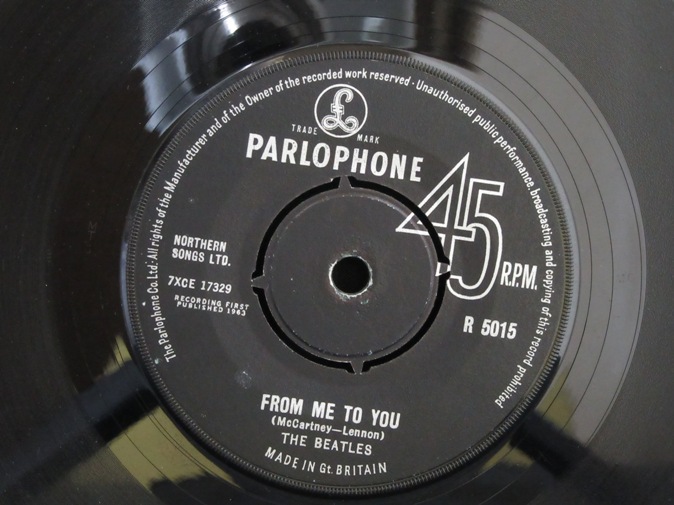 The Parlophone Co.Ltd. All rights of the Manufacturer and of the Owner of the recorded work reserved · Unauthorised public performance, broadcasting and copying of this record prohibited
£
TRADE MARK
PARLOPHONE
45 R.P.M.
NORTHERN
SONGS LTD.
7XCE 17329
RECORDING FIRST
PUBLISHED 1963
R 5015
FROM ME TO YOU
(McCartney—Lennon)
THE BEATLES
MADE IN Gt. BRITAIN